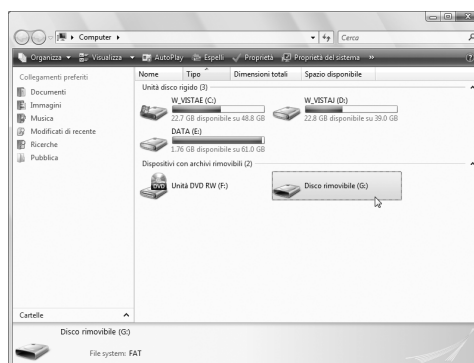 Computer
Cerca
Organizza Visualizza AutoPlay Espelli Proprietà Proprietà del sistema »
Collegamenti preferiti
Documenti
Immagini
Musica
Modificati di recente
Ricerche
Pubblica
Cartelle
Nome Tipo Dimensioni totali Spazio disponibile
Unità disco rigido (3)
W_VISTAE (C:)
22.7 GB disponibile su 48.8 GB
W_VISTAJ (D:)
22.8 GB disponibile su 39.0 GB
DATA (E:)
1.76 GB disponibile su 61.0 GB
Dispositivi con archivi rimovibili (2)
DVD
Unità DVD RW (F:)
Disco rimovibile (G:)
Disco rimovibile (G:)
File system: FAT